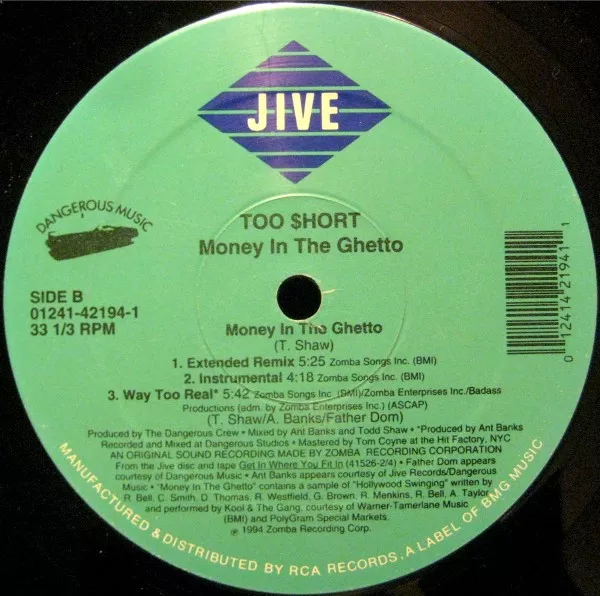 JIVE
TOO $HORT
Money In The Ghetto
DANGEROUS MUSIC
SIDE B
01241-42194-1
33 1/3 RPM
0 12414 21941 1
Money In The Ghetto
(T. Shaw)
1. Extended Remix 5:25 Zomba Songs Inc. (BMI)
2. Instrumental 4:18 Zomba Songs Inc. (BMI)
3. Way Too Real* 5:42 Zomba Songs Inc. (BMI)/Zomba Enterprises Inc./Badass
Productions (adm. by Zomba Enterprises Inc.) (ASCAP)
(T. Shaw/A. Banks/Father Dom)
Produced by The Dangerous Crew • Mixed by Ant Banks and Todd Shaw • *Produced by Ant Banks
Recorded and Mixed at Dangerous Studios • Mastered by Tom Coyne at the Hit Factory, NYC
AN ORIGINAL SOUND RECORDING MADE BY ZOMBA RECORDING CORPORATION
From the Jive disc and tape Get In Where You Fit In (41526-2/4) • Father Dom appears
courtesy of Dangerous Music • Ant Banks appears courtesy of Jive Records/Dangerous
Music • "Money In The Ghetto" contains a sample of "Hollywood Swinging" written by
R. Bell, C. Smith, D. Thomas, R. Westfield, G. Brown, R. Menkins, R. Bell, A. Taylor
and performed by Kool & The Gang, courtesy of Warner-Tamerlane Music
(BMI) and PolyGram Special Markets.
℗ 1994 Zomba Recording Corp.
MANUFACTURED & DISTRIBUTED BY RCA RECORDS, A LABEL OF BMG MUSIC